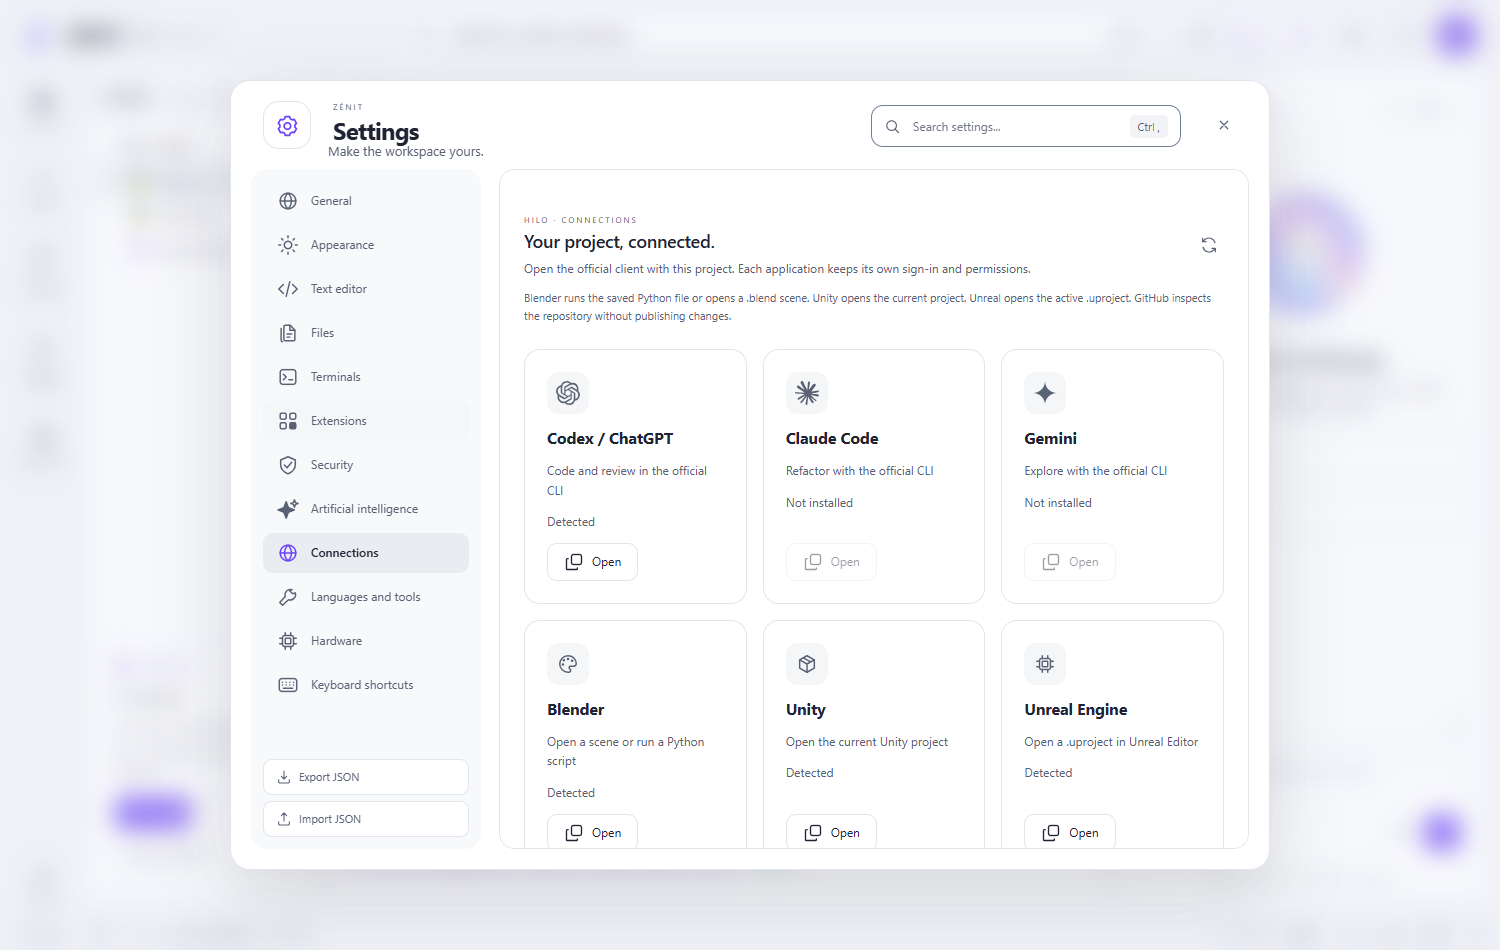 ZÉNIT
Settings
Make the workspace yours.
Search settings...
Ctrl ,
General
Appearance
Text editor
Files
Terminals
Extensions
Security
Artificial intelligence
Connections
Languages and tools
Hardware
Keyboard shortcuts
Export JSON
Import JSON
HILO · CONNECTIONS
Your project, connected.
Open the official client with this project. Each application keeps its own sign-in and permissions.
Blender runs the saved Python file or opens a .blend scene. Unity opens the current project. Unreal opens the active .uproject. GitHub inspects
the repository without publishing changes.
Codex / ChatGPT
Code and review in the official
CLI
Detected
Open
Claude Code
Refactor with the official CLI
Not installed
Open
Gemini
Explore with the official CLI
Not installed
Open
Blender
Open a scene or run a Python
script
Detected
Open
Unity
Open the current Unity project
Detected
Open
Unreal Engine
Open a .uproject in Unreal Editor
Detected
Open